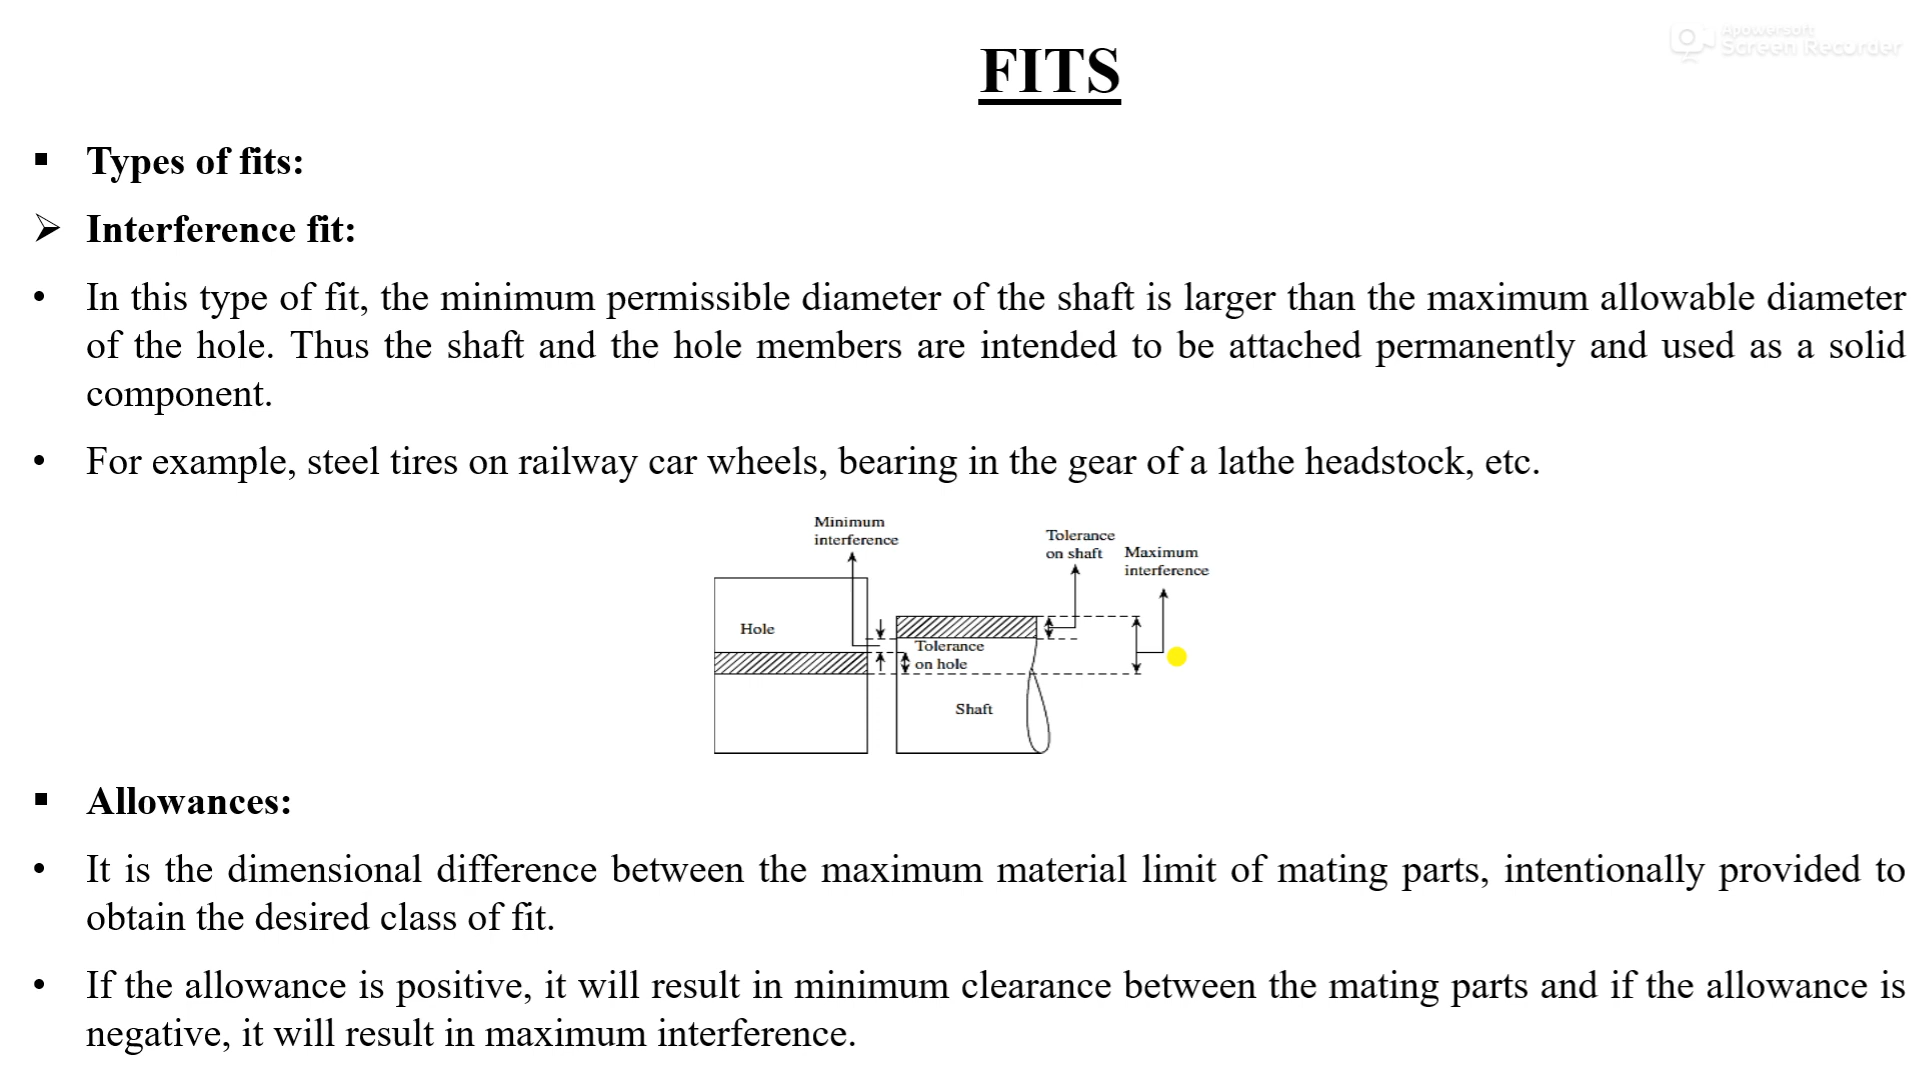 Apowersoft
Screen Recorder
FITS
▪ Types of fits:
➢ Interference fit:
• In this type of fit, the minimum permissible diameter of the shaft is larger than the maximum allowable diameter
of the hole. Thus the shaft and the hole members are intended to be attached permanently and used as a solid
component.
• For example, steel tires on railway car wheels, bearing in the gear of a lathe headstock, etc.
Minimum
interference
Tolerance
on shaft
Maximum
interference
Hole
Tolerance
on hole
Shaft
▪ Allowances:
• It is the dimensional difference between the maximum material limit of mating parts, intentionally provided to
obtain the desired class of fit.
• If the allowance is positive, it will result in minimum clearance between the mating parts and if the allowance is
negative, it will result in maximum interference.